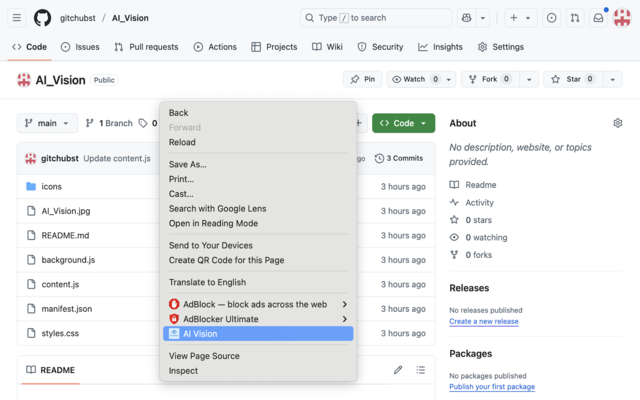 gitchubst / AI_Vision
Type / to search
Code
Issues
Pull requests
Actions
Projects
Wiki
Security
Insights
Settings
AI_Vision
Public
Pin
Watch 0
Fork 0
Star 0
main
1 Branch
0
Code
gitchubst Update content.js
ago
3 Commits
icons
3 hours ago
AI_Vision.jpg
3 hours ago
README.md
3 hours ago
background.js
3 hours ago
content.js
3 hours ago
manifest.json
3 hours ago
styles.css
3 hours ago
README
Back
Forward
Reload
Save As...
Print...
Cast...
Search with Google Lens
Open in Reading Mode
Send to Your Devices
Create QR Code for this Page
Translate to English
AdBlock — block ads across the web
AdBlocker Ultimate
AI Vision
View Page Source
Inspect
About
No description, website, or topics
provided.
Readme
Activity
0 stars
0 watching
0 forks
Releases
No releases published
Create a new release
Packages
No packages published
Publish your first package